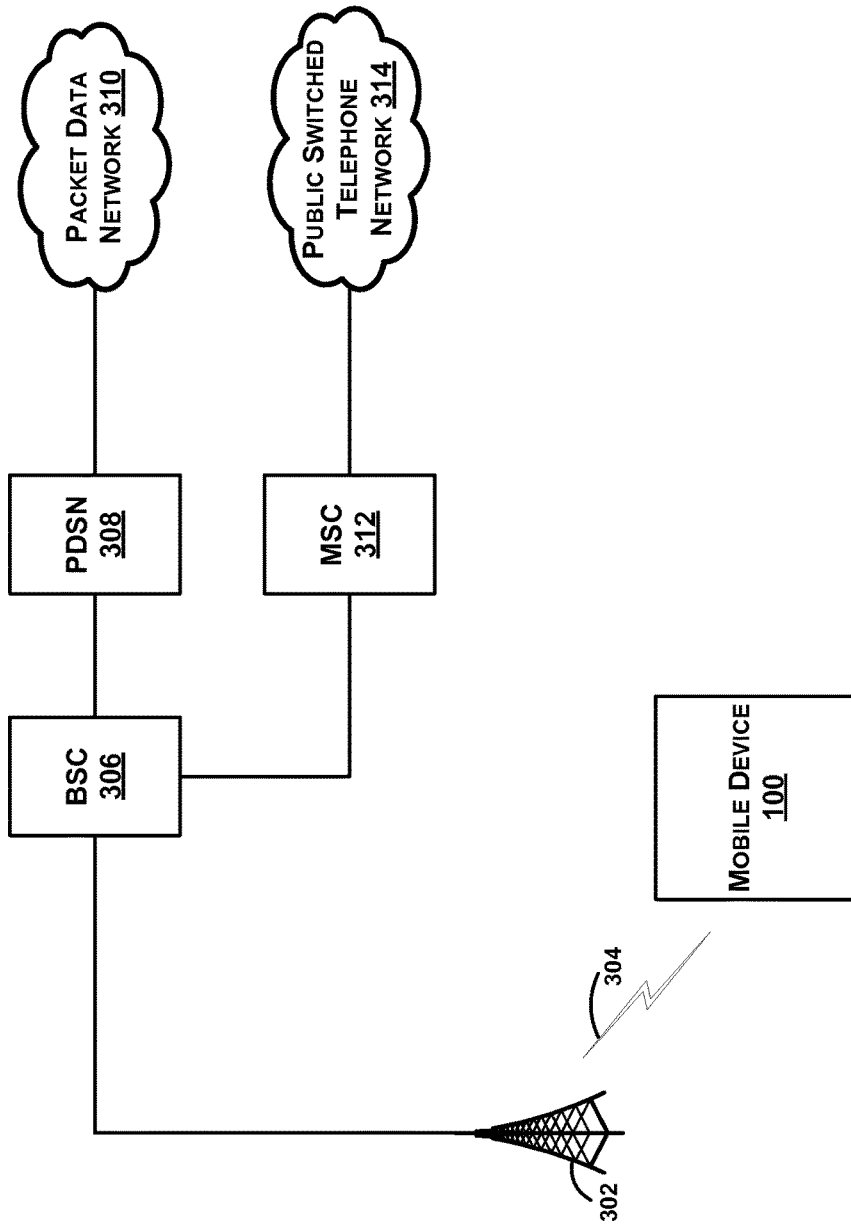 PACKET DATA
NETWORK 310
PUBLIC SWITCHED
TELEPHONE
NETWORK 314
PDSN
308
MSC
312
BSC
306
MOBILE DEVICE
100
304
302